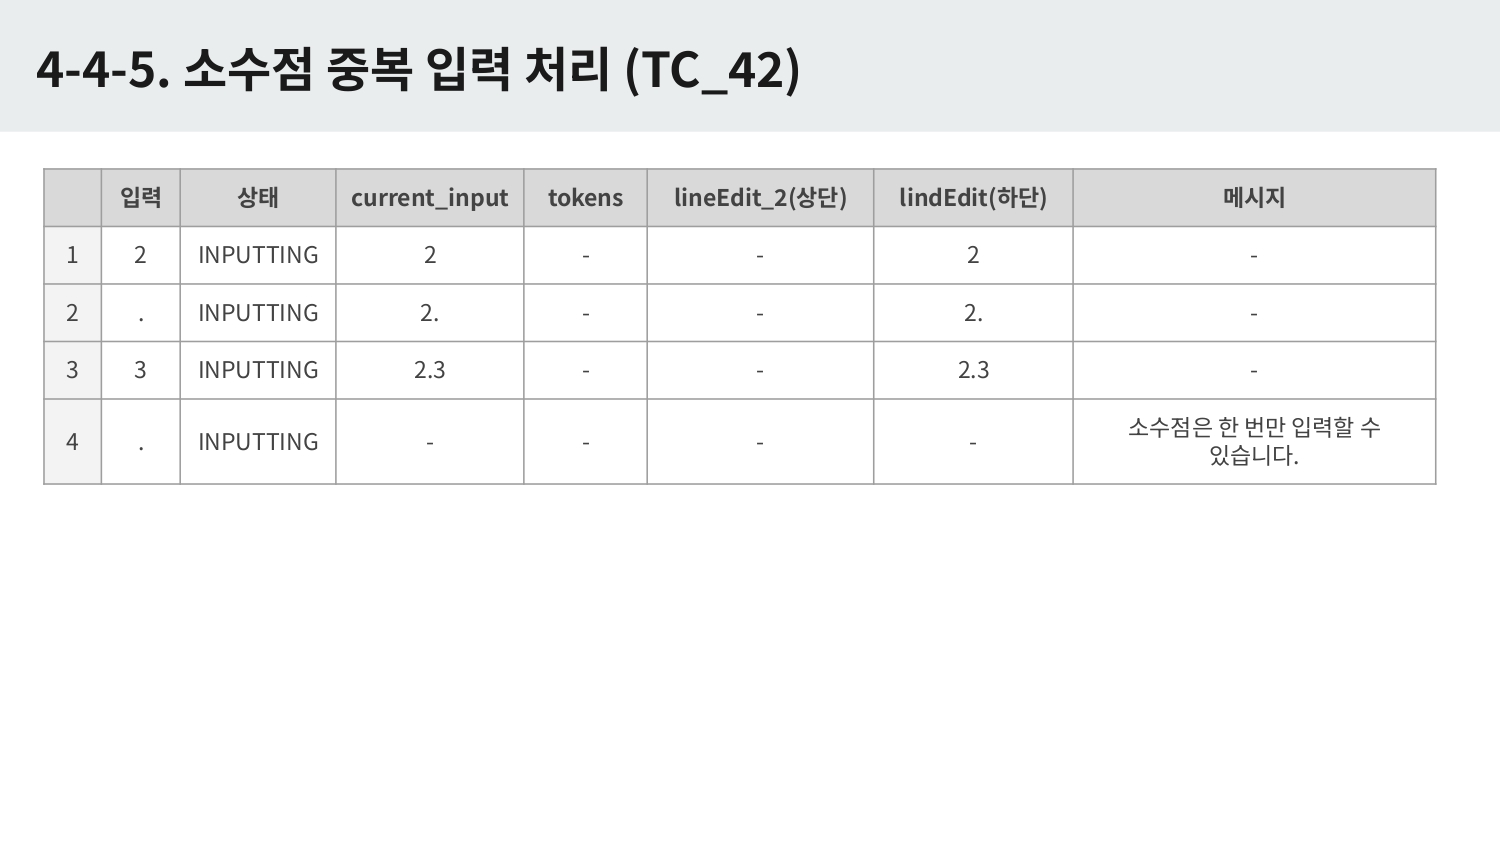 4-4-5. 소수점 중복 입력 처리 (TC_42)
입력 상태 current_input tokens lineEdit_2(상단) lindEdit(하단) 메시지
1 2 INPUTTING 2 - - 2 -
2 . INPUTTING 2. - - 2. -
3 3 INPUTTING 2.3 - - 2.3 -
4 . INPUTTING - - - - 소수점은 한 번만 입력할 수
있습니다.